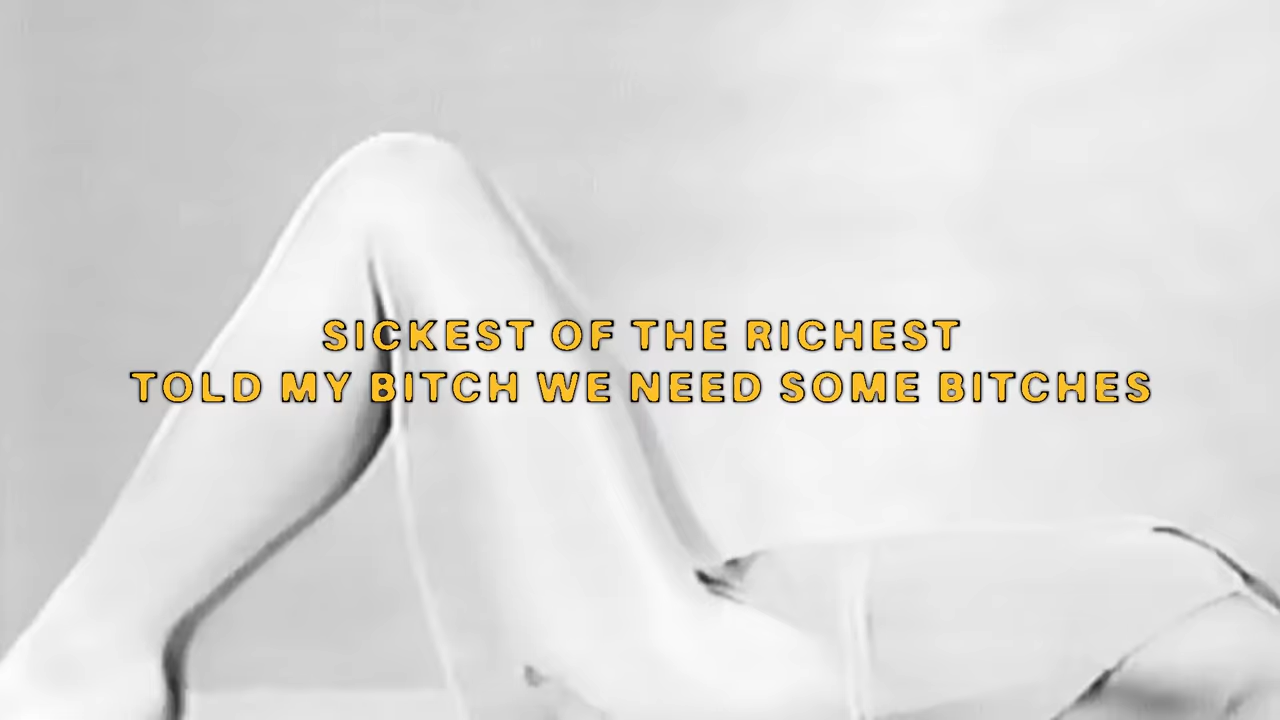 SICKEST OF THE RICHEST
TOLD MY BITCH WE NEED SOME BITCHES